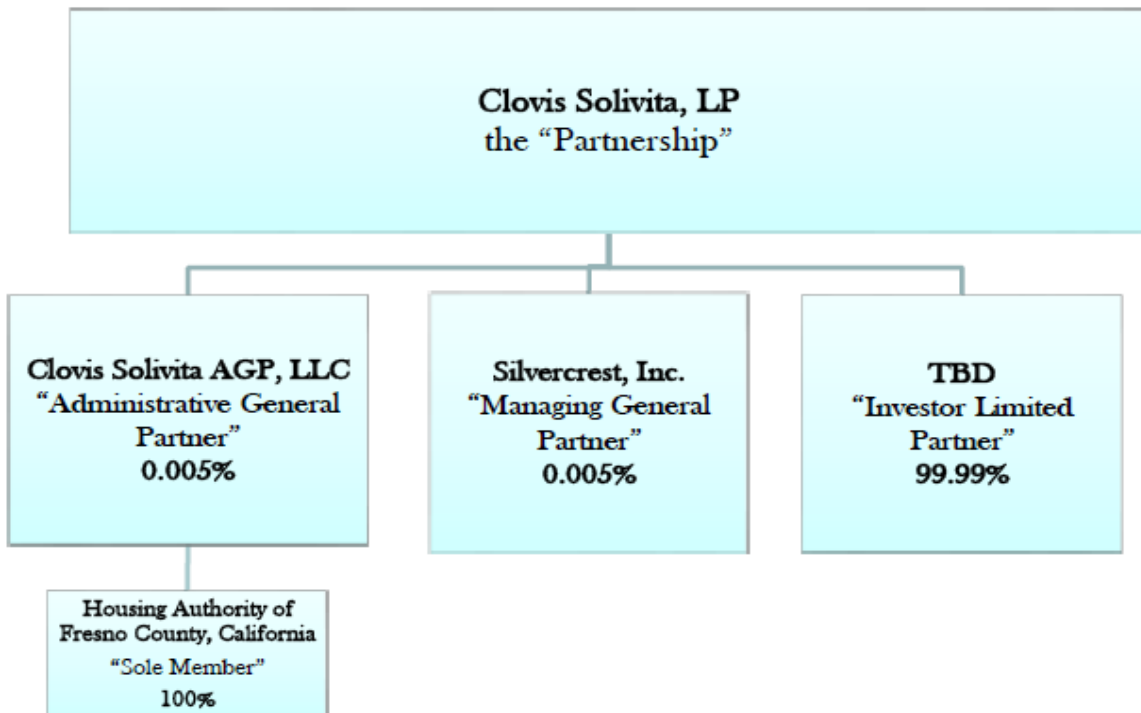 Clovis Solivita, LP
the “Partnership”
Clovis Solivita AGP, LLC
“Administrative General
Partner”
0.005%
Silvercrest, Inc.
“Managing General
Partner”
0.005%
TBD
“Investor Limited
Partner”
99.99%
Housing Authority of
Fresno County, California
“Sole Member”
100%